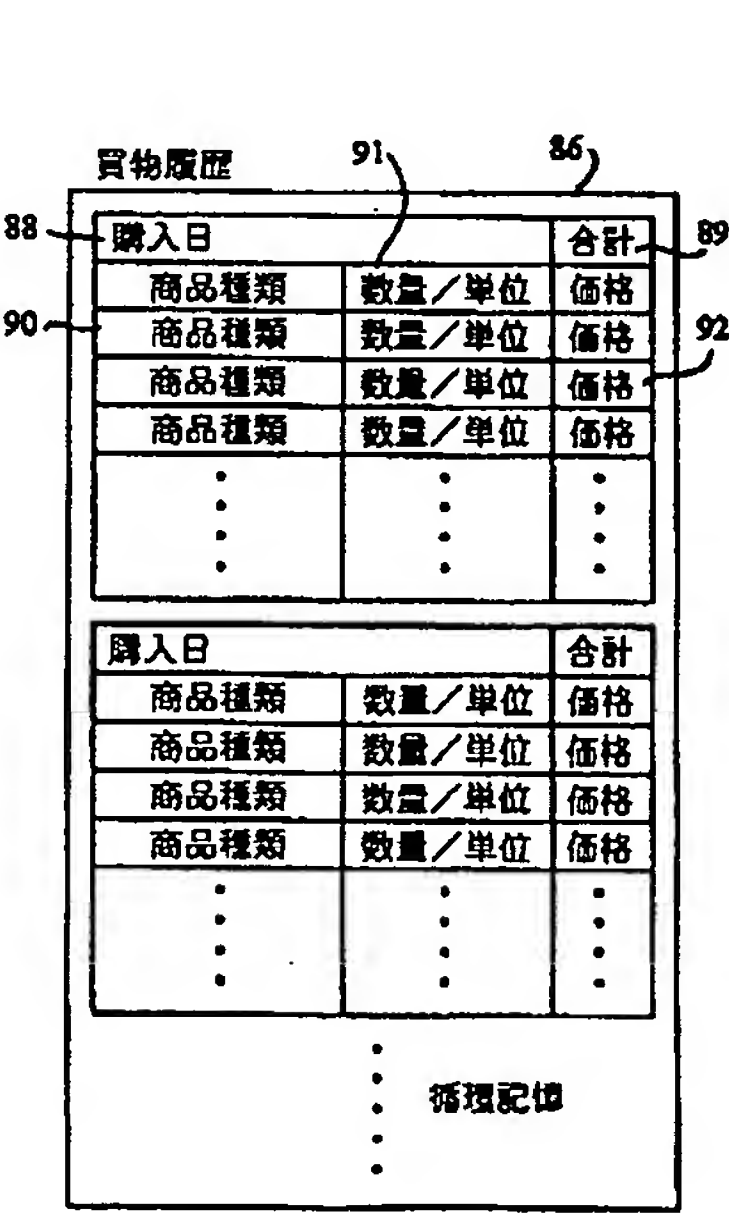 買物履歴 91 86
88 購入日 合計 89
商品種類 数量／単位 価格
90 商品種類 数量／単位 価格 92
商品種類 数量／単位 価格
商品種類 数量／単位 価格
購入日 合計
商品種類 数量／単位 価格
商品種類 数量／単位 価格
商品種類 数量／単位 価格
商品種類 数量／単位 価格
循環記憶